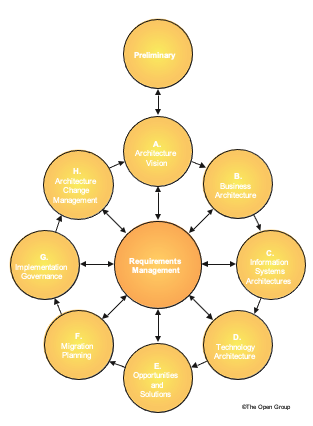 Preliminary
A.
Architecture
Vision
H.
Architecture
Change
Management
B.
Business
Architecture
G.
Implementation
Governance
Requirements
Management
C.
Information
Systems
Architectures
F.
Migration
Planning
D.
Technology
Architecture
E.
Opportunities
and
Solutions
©The Open Group